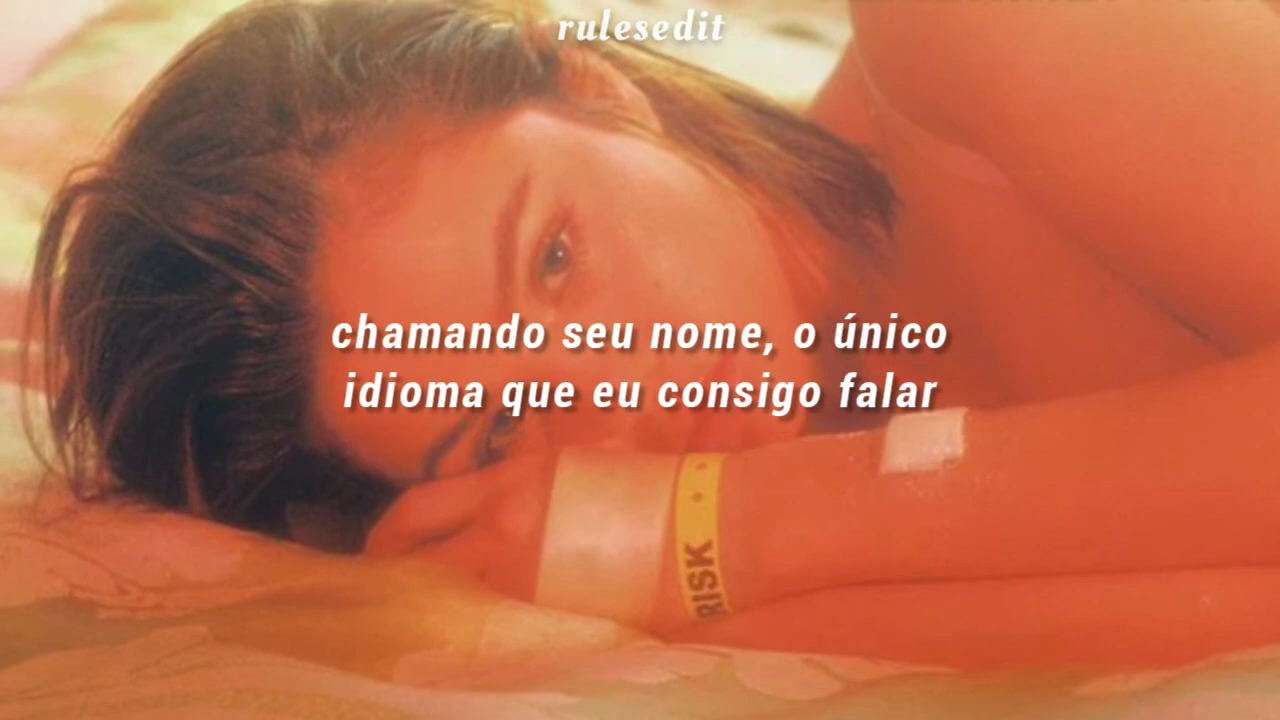 rulesedit
chamando seu nome, o único
idioma que eu consigo falar
RISK